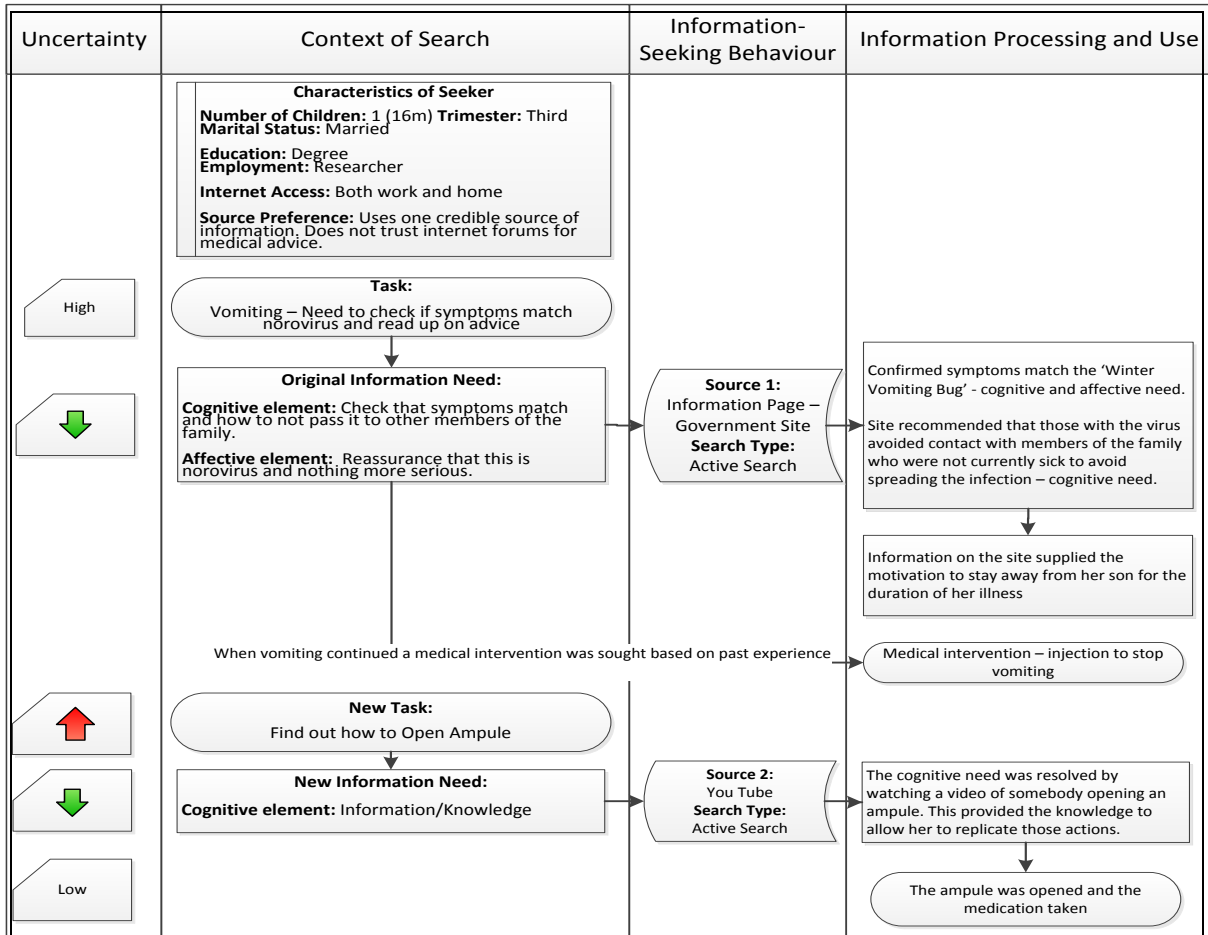 Uncertainty
Context of Search
Information-
Seeking Behaviour
Information Processing and Use
Characteristics of Seeker
Number of Children: 1 (16m) Trimester: Third
Marital Status: Married
Education: Degree
Employment: Researcher
Internet Access: Both work and home
Source Preference: Uses one credible source of
information. Does not trust internet forums for
medical advice.
High
Task:
Vomiting – Need to check if symptoms match
norovirus and read up on advice
Original Information Need:
Cognitive element: Check that symptoms match
and how to not pass it to other members of the
family.
Affective element: Reassurance that this is
norovirus and nothing more serious.
Source 1:
Information Page –
Government Site
Search Type:
Active Search
Confirmed symptoms match the ‘Winter
Vomiting Bug’ - cognitive and affective need.
Site recommended that those with the virus
avoided contact with members of the family
who were not currently sick to avoid
spreading the infection – cognitive need.
Information on the site supplied the
motivation to stay away from her son for the
duration of her illness
When vomiting continued a medical intervention was sought based on past experience
Medical intervention – injection to stop
vomiting
New Task:
Find out how to Open Ampule
New Information Need:
Cognitive element: Information/Knowledge
Source 2:
You Tube
Search Type:
Active Search
The cognitive need was resolved by
watching a video of somebody opening an
ampule. This provided the knowledge to
allow her to replicate those actions.
Low
The ampule was opened and the
medication taken